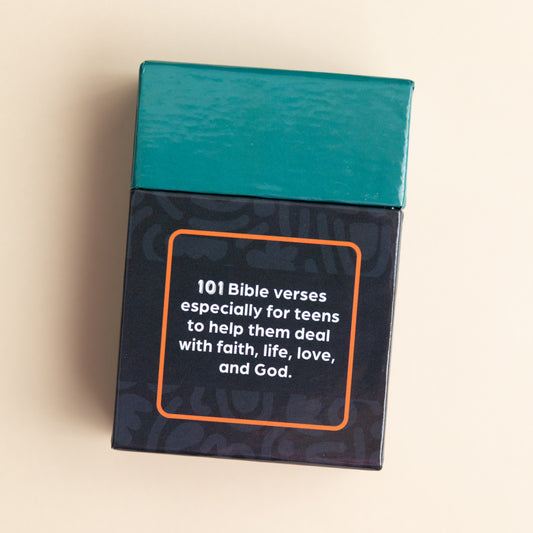 101 Bible verses
especially for teens
to help them deal
with faith, life, love,
and God.